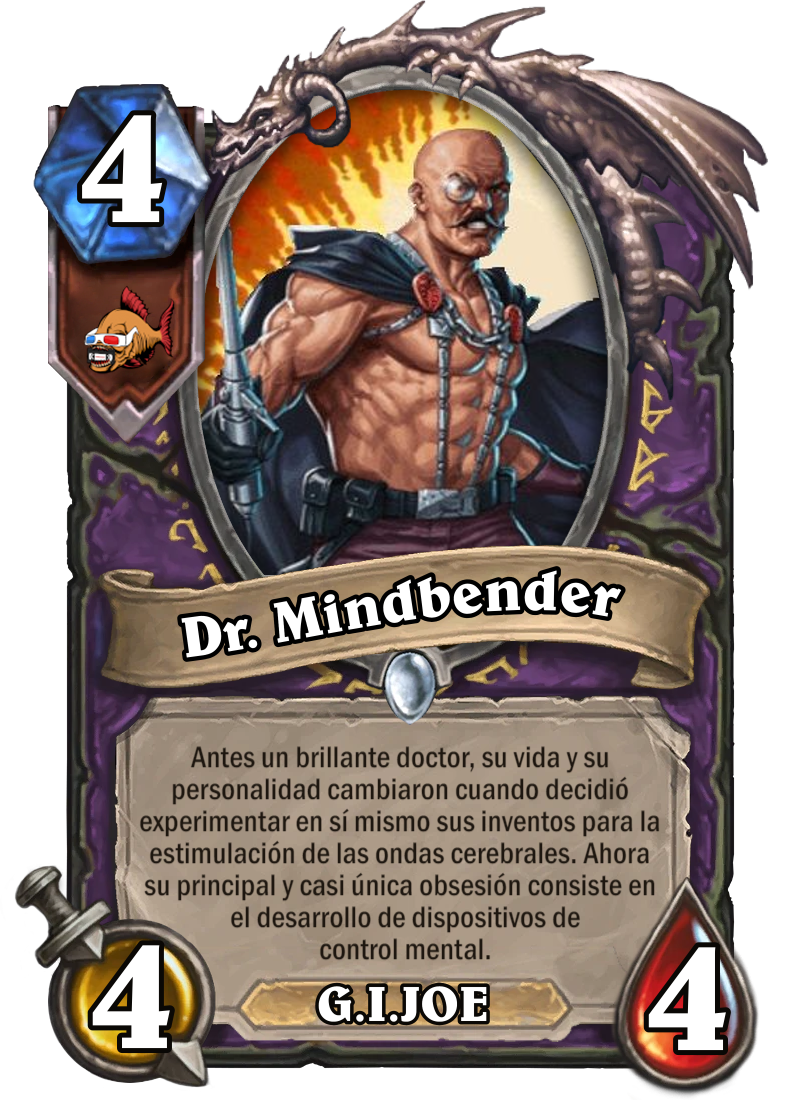 4
Dr. Mindbender
Antes un brillante doctor, su vida y su
personalidad cambiaron cuando decidió
experimentar en sí mismo sus inventos para la
estimulación de las ondas cerebrales. Ahora
su principal y casi única obsesión consiste en
el desarrollo de dispositivos de
control mental.
4
G.I.JOE
4